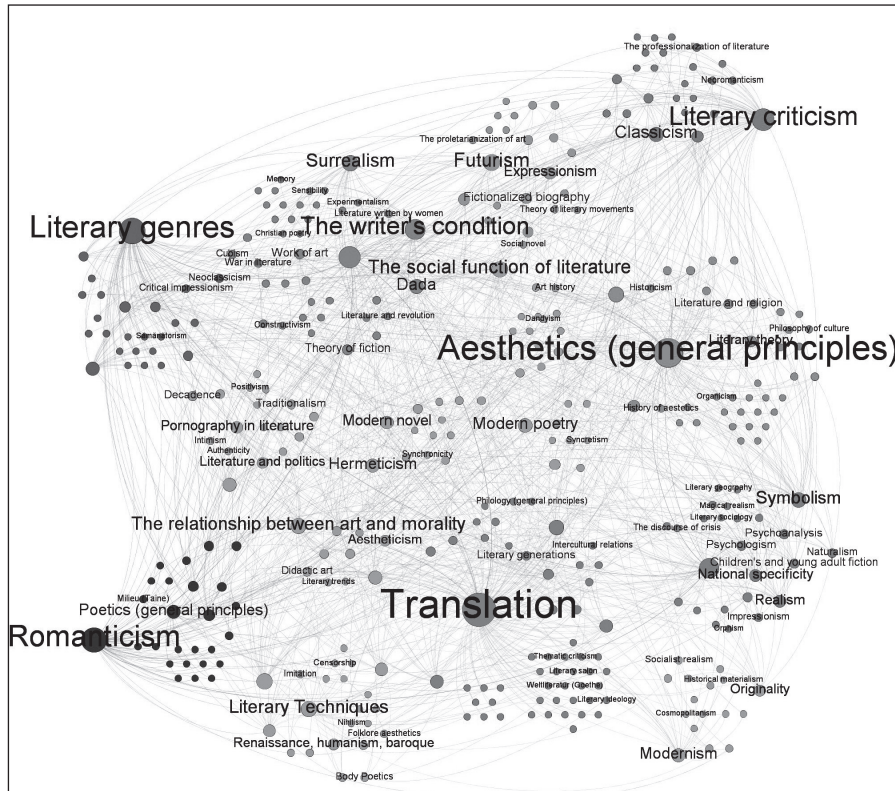 The professionalization of literature
Necromanticism
Literary criticism
Classicism
The proletarianization of art
Surrealism
Futurism
Expressionism
Memory
Sensibility
Fictionalized biography
Experimentalism
Literature written by women
Theory of literary movements
Literary genres
The writer's condition
Christian poetry
Social novel
Cubism
Work of art
War in literature
The social function of literature
Neoclassicism
Critical impressionism
Dada
Art history
Historicism
Literature and religion
Literature and revolution
Dandyism
Constructivism
Philosophy of culture
Literary theory
Theory of fiction
Aesthetics (general principles)
Positivism
Decadence
Traditionalism
Organicism
History of aestetics
Pornography in literature
Modern novel
Modern poetry
Intimism
Syncretism
Authenticity
Synchronicity
Literature and politics
Hermeticism
Literary geography
Symbolism
Philology (general principles)
Magical realism
Literary sociology
The relationship between art and morality
The discourse of crisis
Psychoanalysis
Aestheticism
Intercultural relations
Psychologism
Literary generations
Naturalism
Children's and young adult fiction
Didactic art
National specificity
Literary trends
Milieu (Taine)
Translation
Realism
Poetics (general principles)
Impressionism
Romanticism
Orphism
Censorship
Thematic criticism
Socialist realism
Imitation
Literary salon
Historical materialism
Weltliteratur (Goethe)
Originality
Literary Techniques
Literary ideology
Cosmopolitanism
Nihilism
Folklore aesthetics
Renaissance, humanism, baroque
Modernism
Body Poetics